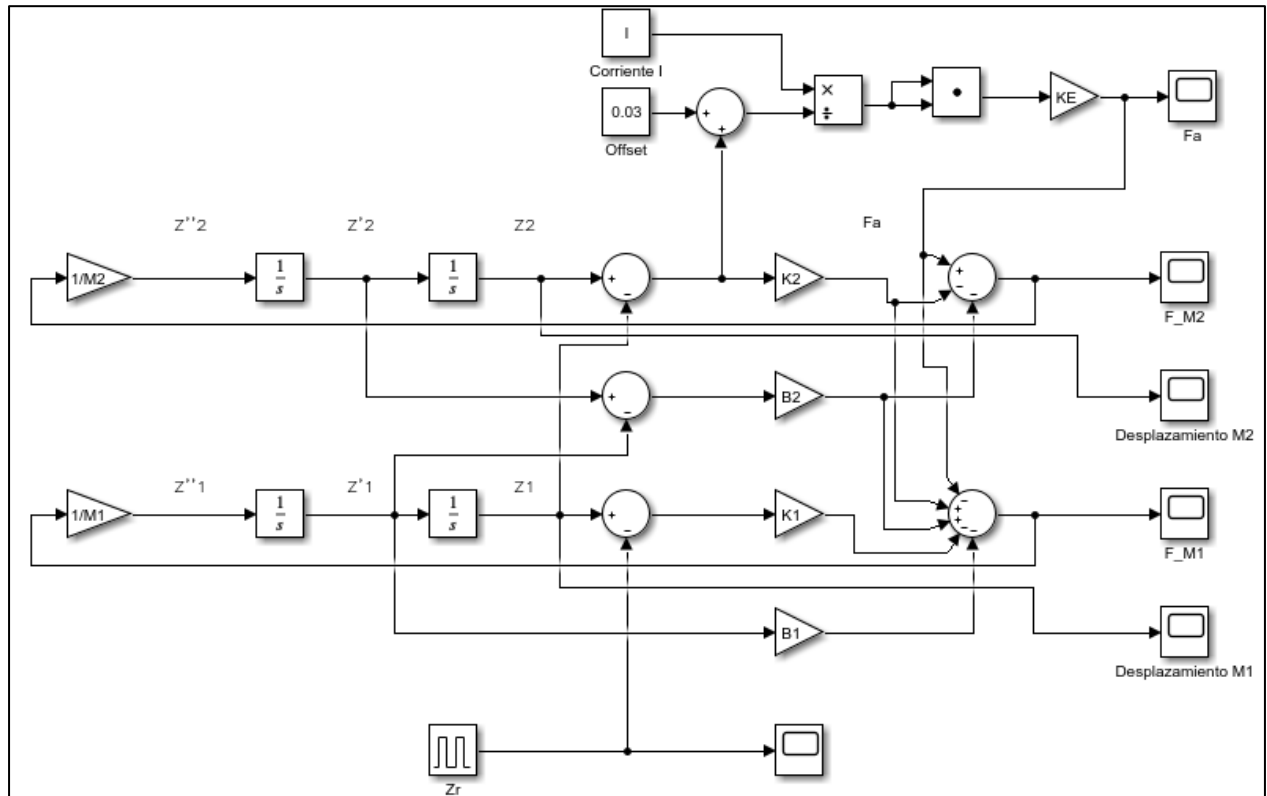 I
Corriente I
0.03
Offset
+
+
×
÷
KE
Fa
Z''2
Z'2
Z2
Fa
1/M2
1
s
1
s
+
−
K2
+
−
−
F_M2
+
−
B2
Desplazamiento M2
Z''1
Z'1
Z1
1/M1
1
s
1
s
+
−
K1
−
+
+
−
−
F_M1
B1
Desplazamiento M1
Zr